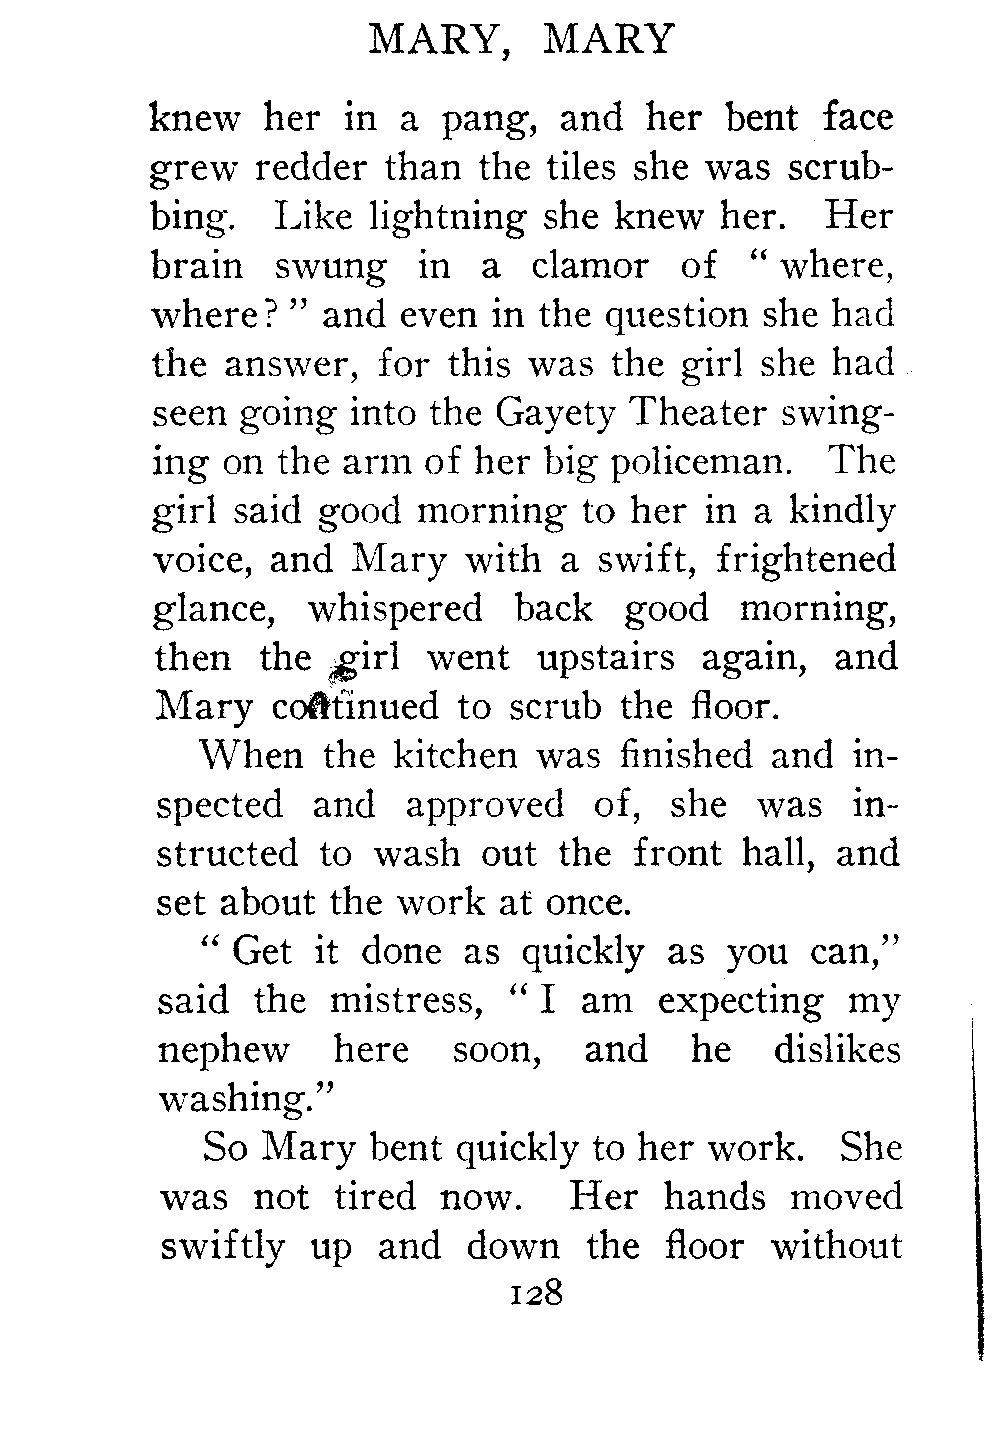 MARY, MARY
knew her in a pang, and her bent face
grew redder than the tiles she was scrub-
bing. Like lightning she knew her. Her
brain swung in a clamor of “ where,
where? ” and even in the question she had
the answer, for this was the girl she had
seen going into the Gayety Theater swing-
ing on the arm of her big policeman. The
girl said good morning to her in a kindly
voice, and Mary with a swift, frightened
glance, whispered back good morning,
then the girl went upstairs again, and
Mary continued to scrub the floor.
When the kitchen was finished and in-
spected and approved of, she was in-
structed to wash out the front hall, and
set about the work at once.
“ Get it done as quickly as you can,”
said the mistress, “ I am expecting my
nephew here soon, and he dislikes
washing.”
So Mary bent quickly to her work. She
was not tired now. Her hands moved
swiftly up and down the floor without
128